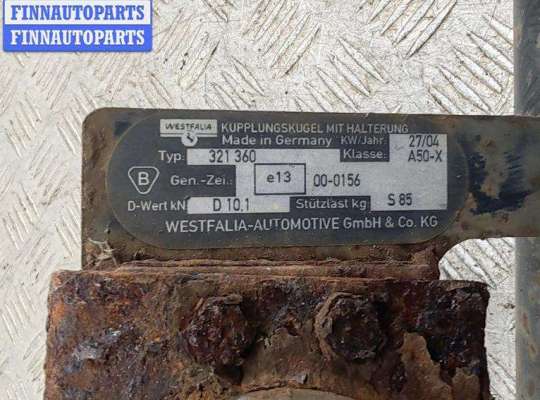 FINNAUTOPARTS
FINNAUTOPARTS
WESTFALIA KUPPLUNGSKUGEL MIT HALTERUNG
Made in Germany KW/Jahr: 27/04
Typ: 321 360 Klasse: A50-X
B Gen.-Zei.: e13 00-0156
D-Wert kN D 10,1 Stützlast kg: S 85
WESTFALIA-AUTOMOTIVE GmbH & Co. KG